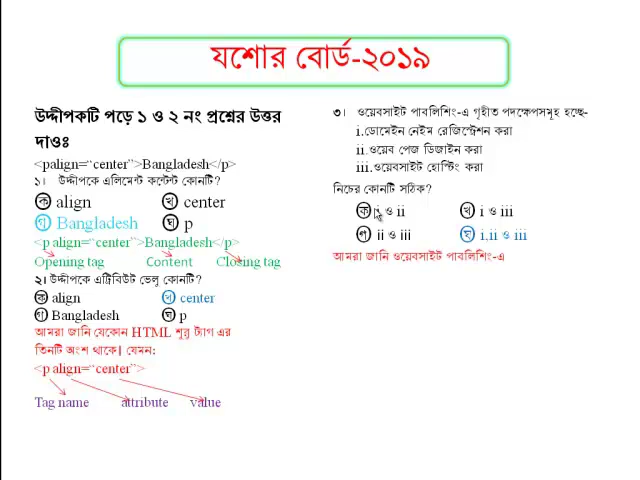 যশোর বোর্ড-২০১৯
উদ্দীপকটি পড়ে ১ ও ২ নং প্রশ্নের উত্তর
দাওঃ
<palign=“center”>Bangladesh</p>
১। উদ্দীপকে এলিমেন্ট কন্টেন্ট কোনটি?
ক align খ center
গ Bangladesh ঘ p
<p align=“center”>Bangladesh</p>
Opening tag Content Closing tag
২। উদ্দীপকে এট্রিবিউট ভেলু কোনটি?
ক align খ center
গ Bangladesh ঘ p
আমরা জানি যেকোন HTML শুরু ট্যাগ এর
তিনটি অংশ থাকে। যেমন:
<p align=“center”>
Tag name attribute value
৩। ওয়েবসাইট পাবলিশিং-এ গৃহীত পদক্ষেপসমূহ হচ্ছে-
i.ডোমেইন নেইম রেজিস্ট্রেশন করা
ii.ওয়েব পেজ ডিজাইন করা
iii.ওয়েবসাইট হোস্টিং করা
নিচের কোনটি সঠিক?
ক i ও ii খ i ও iii
গ ii ও iii ঘ i,ii ও iii
আমরা জানি ওয়েবসাইট পাবলিশিং-এ